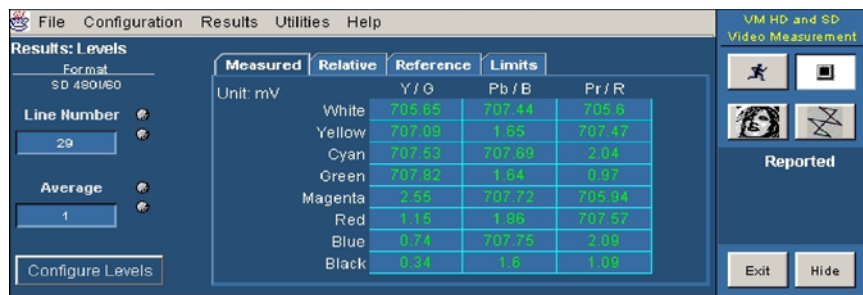 File Configuration Results Utilities Help
VM HD and SD
Video Measurement
Results: Levels
Format
SD 480I/60
Line Number
29
Average
1
Configure Levels
Measured Relative Reference Limits
Unit: mV Y / G Pb / B Pr / R
White 705.65 707.44 705.6
Yellow 707.09 1.65 707.47
Cyan 707.53 707.69 2.04
Green 707.82 1.64 0.97
Magenta 2.55 707.72 705.94
Red 1.15 1.86 707.57
Blue 0.74 707.75 2.09
Black 0.34 1.6 1.09
Reported
Exit Hide